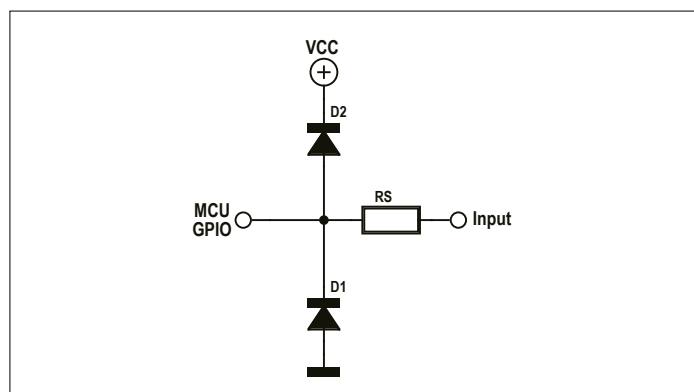 VCC
D2
RS
MCU
GPIO
Input
D1